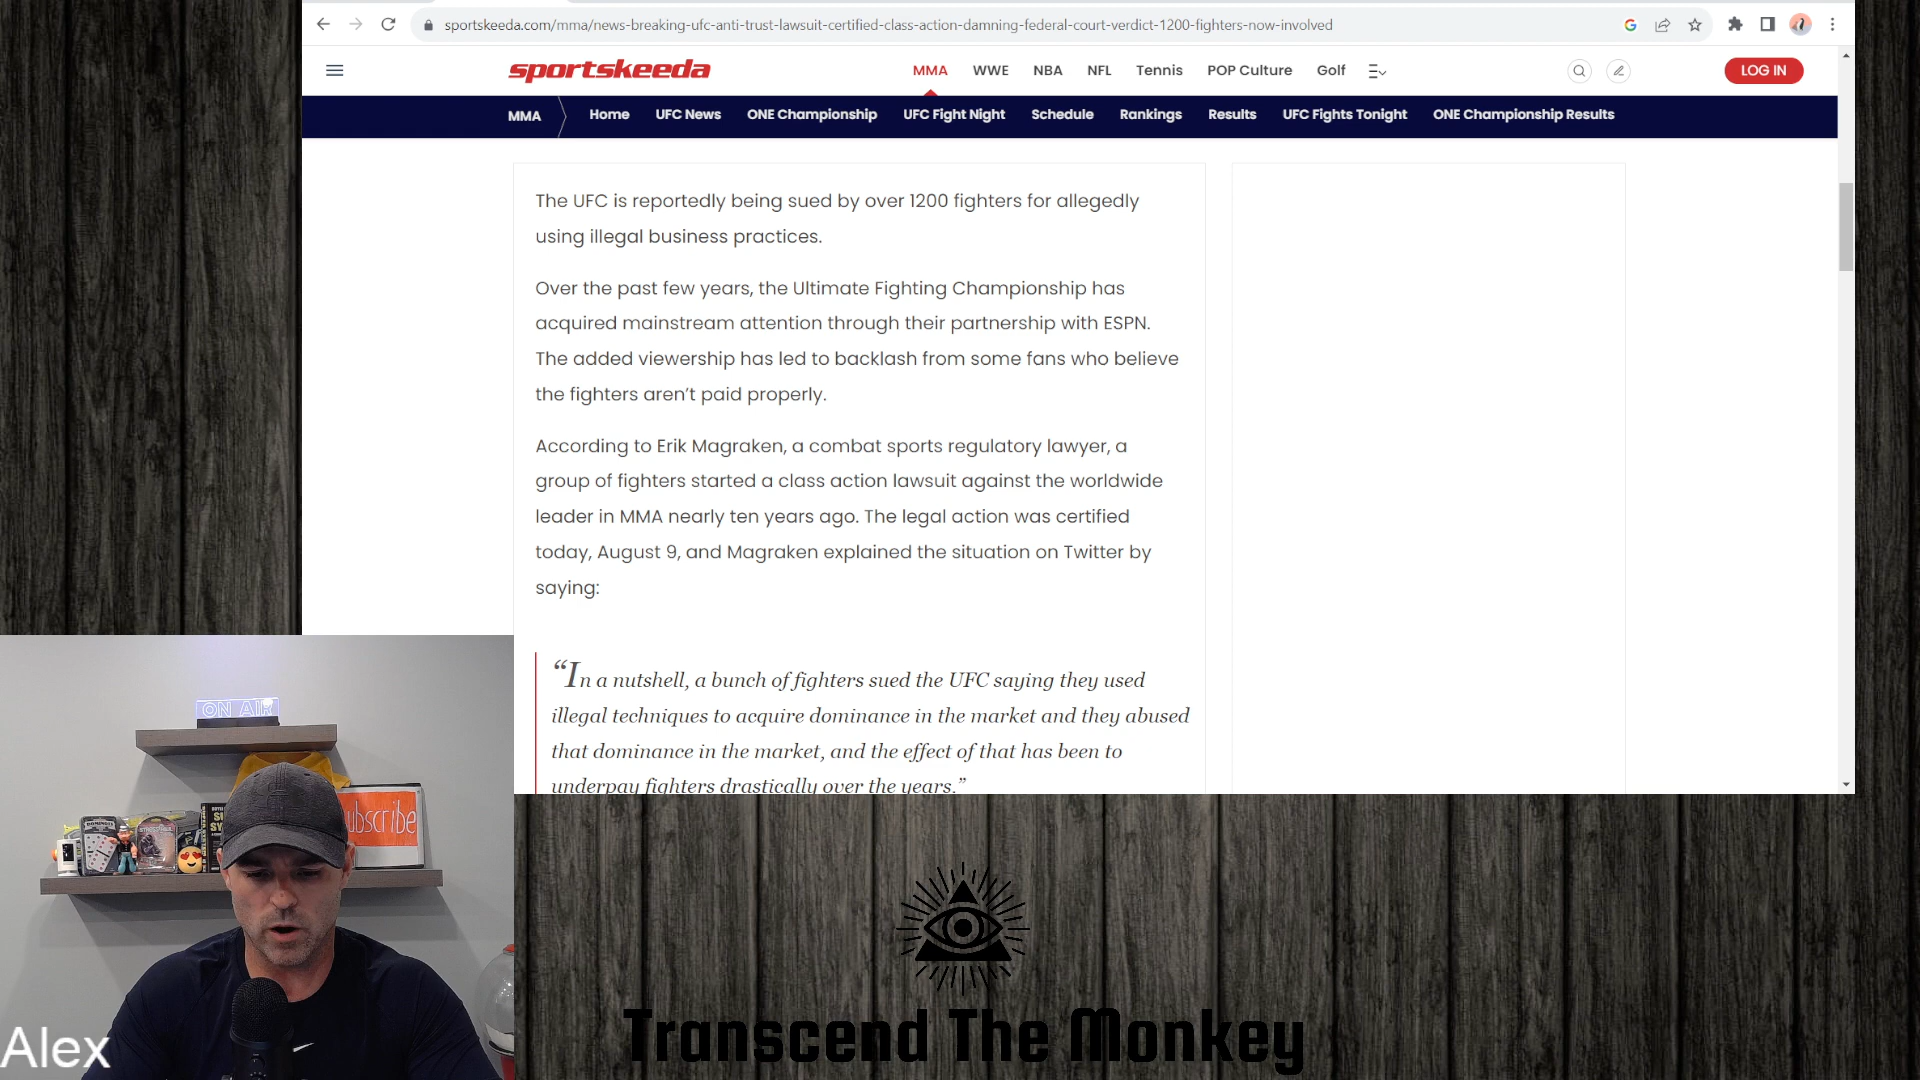 sportskeeda.com/mma/news-breaking-ufc-anti-trust-lawsuit-certified-class-action-damning-federal-court-verdict-1200-fighters-now-involved
sportskeeda
MMA WWE NBA NFL Tennis POP Culture Golf
LOG IN
MMA Home UFC News ONE Championship UFC Fight Night Schedule Rankings Results UFC Fights Tonight ONE Championship Results
The UFC is reportedly being sued by over 1200 fighters for allegedly
using illegal business practices.
Over the past few years, the Ultimate Fighting Championship has
acquired mainstream attention through their partnership with ESPN.
The added viewership has led to backlash from some fans who believe
the fighters aren't paid properly.
According to Erik Magraken, a combat sports regulatory lawyer, a
group of fighters started a class action lawsuit against the worldwide
leader in MMA nearly ten years ago. The legal action was certified
today, August 9, and Magraken explained the situation on Twitter by
saying:
“In a nutshell, a bunch of fighters sued the UFC saying they used
illegal techniques to acquire dominance in the market and they abused
that dominance in the market, and the effect of that has been to
underpay fighters drastically over the years.”
ON AIR
ubscribe
Alex
Transcend The Monkey